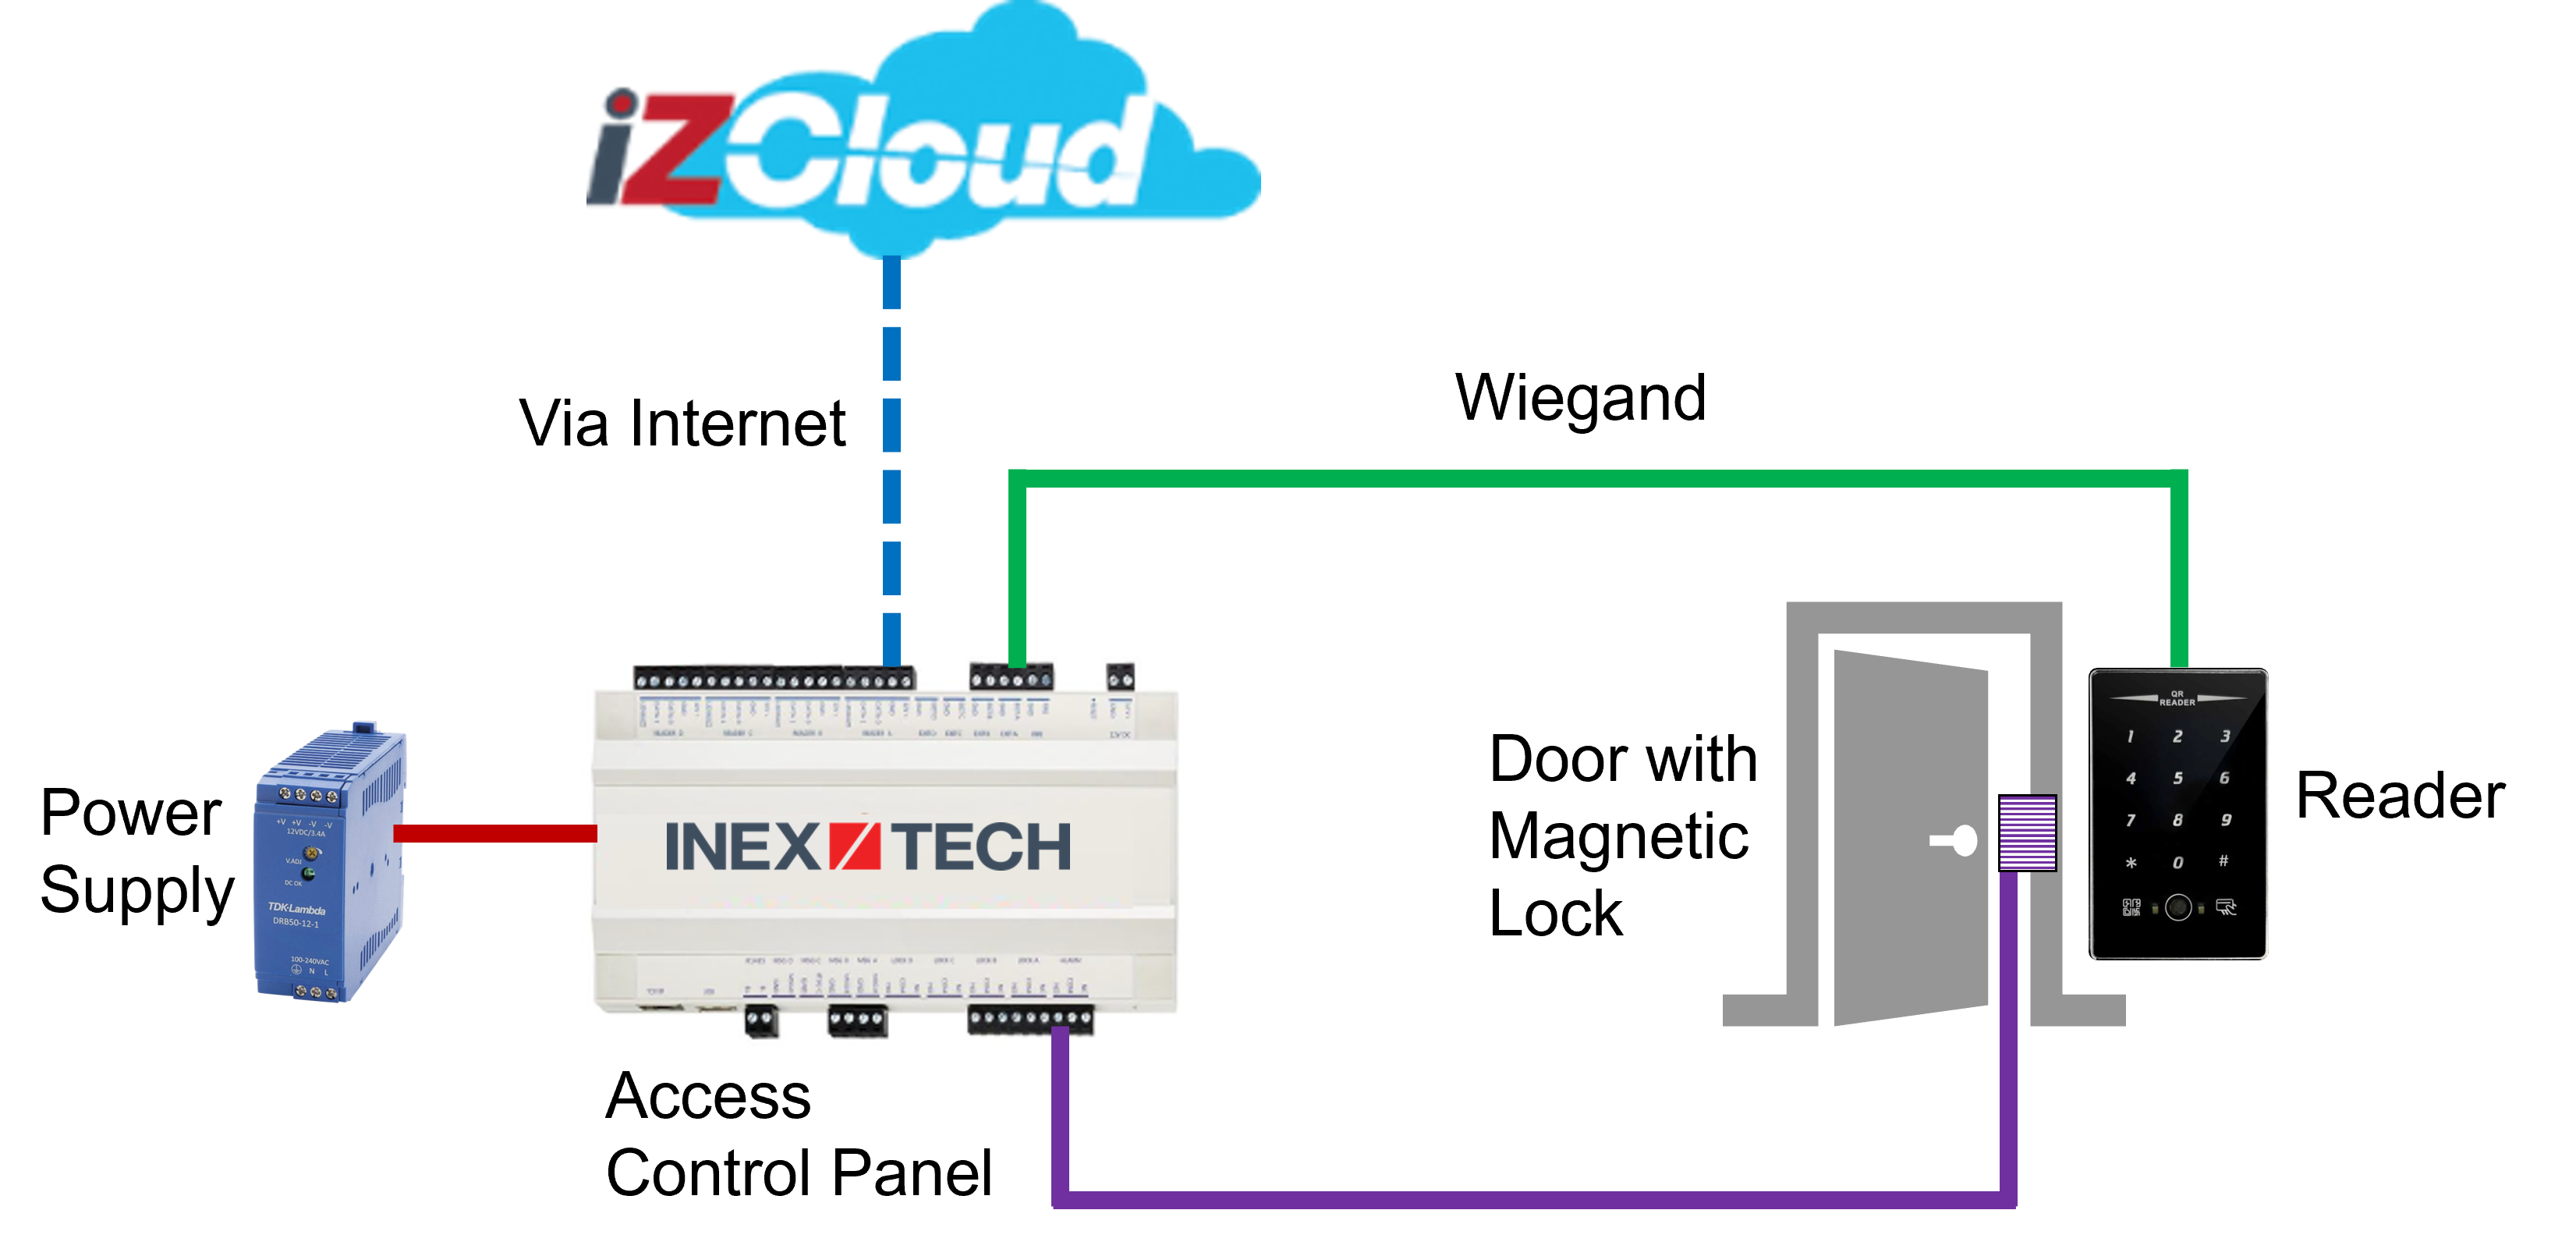 iZCloud
Via Internet
Wiegand
Power
Supply
+V +V -V -V
12VDC/3.4A
V.ADJ
DC OK
TDK-Lambda
DRB50-12-1
100-240VAC
N L
INEX TECH
Access
Control Panel
Door with
Magnetic
Lock
QR
READER
1 2 3
4 5 6
7 8 9
* 0 #
Reader